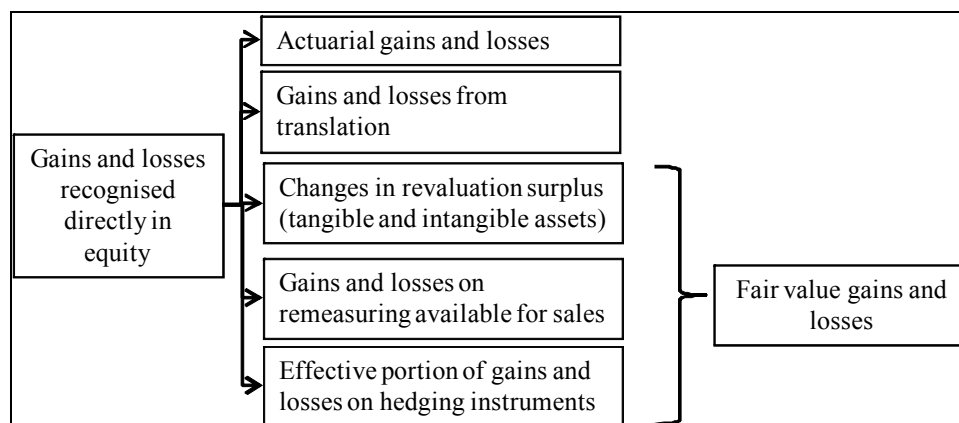 Actuarial gains and losses
Gains and losses from
translation
Gains and losses
recognised
directly in
equity
Changes in revaluation surplus
(tangible and intangible assets)
Gains and losses on
remeasuring available for sales
Fair value gains and
losses
Effective portion of gains and
losses on hedging instruments